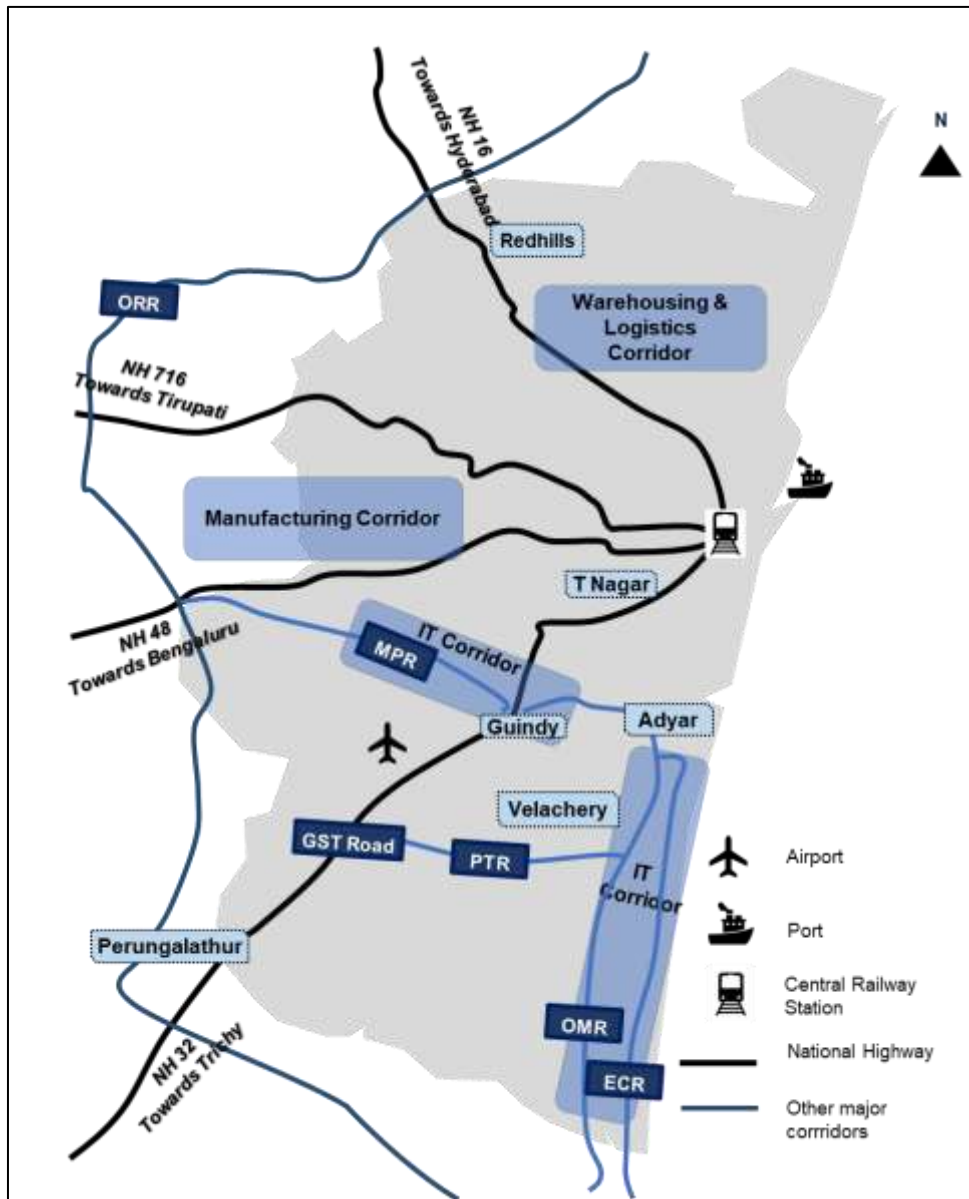 N
NH 16
Towards Hyderabad
Redhills
Warehousing &
Logistics
Corridor
ORR
NH 716
Towards Tirupati
Manufacturing Corridor
T Nagar
NH 48
Towards Bengaluru
IT Corridor
MPR
Guindy
Adyar
Velachery
GST Road
PTR
IT
Corridor
Perungalathur
OMR
ECR
NH 32
Towards Trichy
Airport
Port
Central Railway
Station
National Highway
Other major
corrridors